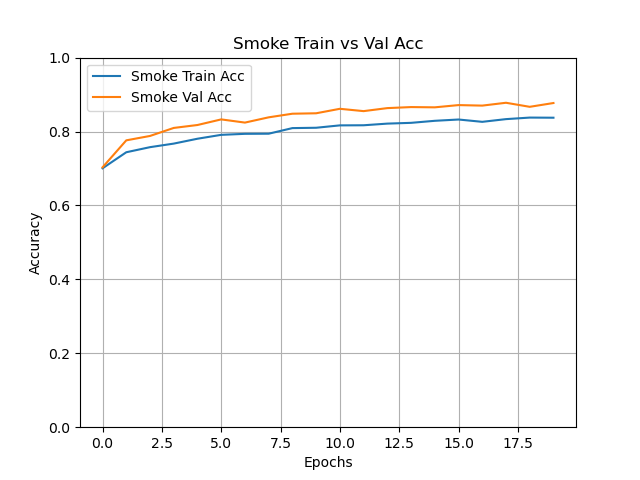 Smoke Train vs Val Acc
Smoke Train Acc
Smoke Val Acc
1.0
0.8
0.6
0.4
0.2
0.0
Accuracy
0.0 2.5 5.0 7.5 10.0 12.5 15.0 17.5
Epochs